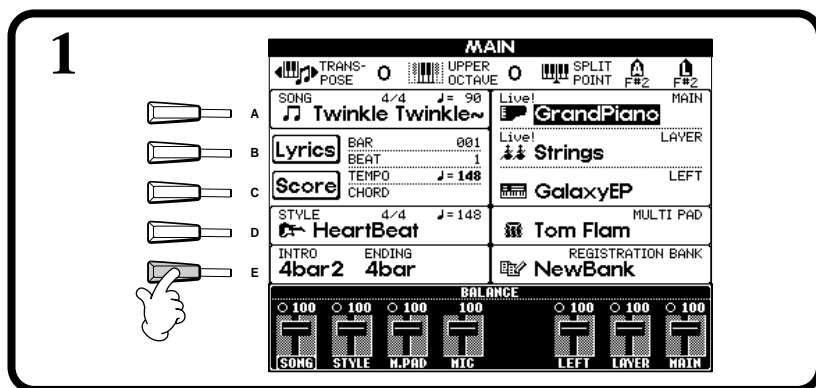 1
MAIN
TRANS-
POSE 0
UPPER
OCTAVE 0
SPLIT
POINT
A
F#2
L
F#2
SONG 4/4 ♩= 90
Twinkle Twinkle~
Live! MAIN
GrandPiano
A
Lyrics BAR 001
BEAT 1
Live! LAYER
Strings
B
Score TEMPO ♩=148
CHORD
LEFT
GalaxyEP
C
STYLE 4/4 ♩=148
HeartBeat
MULTI PAD
Tom Flam
D
INTRO ENDING
4bar2 4bar
REGISTRATION BANK
NewBank
E
BALANCE
100 100 100 100 100 100 100
SONG STYLE M.PAD MIC LEFT LAYER MAIN